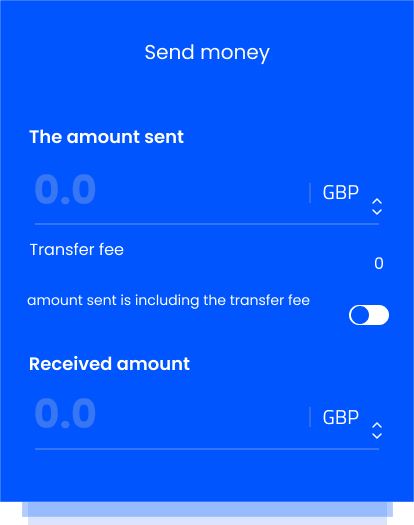 Send money
The amount sent
0.0 GBP
Transfer fee
0
amount sent is including the transfer fee
Received amount
0.0 GBP